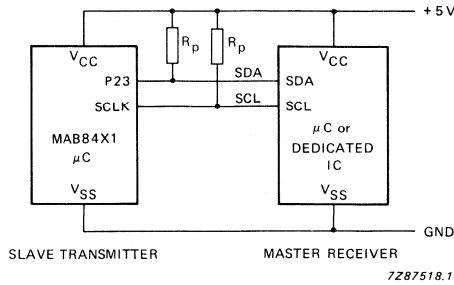 +5V
Rp
Rp
VCC
VCC
P23
SDA
SDA
SCLK
SCL
SCL
MAB84X1
μC
μC or
DEDICATED
IC
VSS
VSS
GND
SLAVE TRANSMITTER
MASTER RECEIVER
7Z87518.1